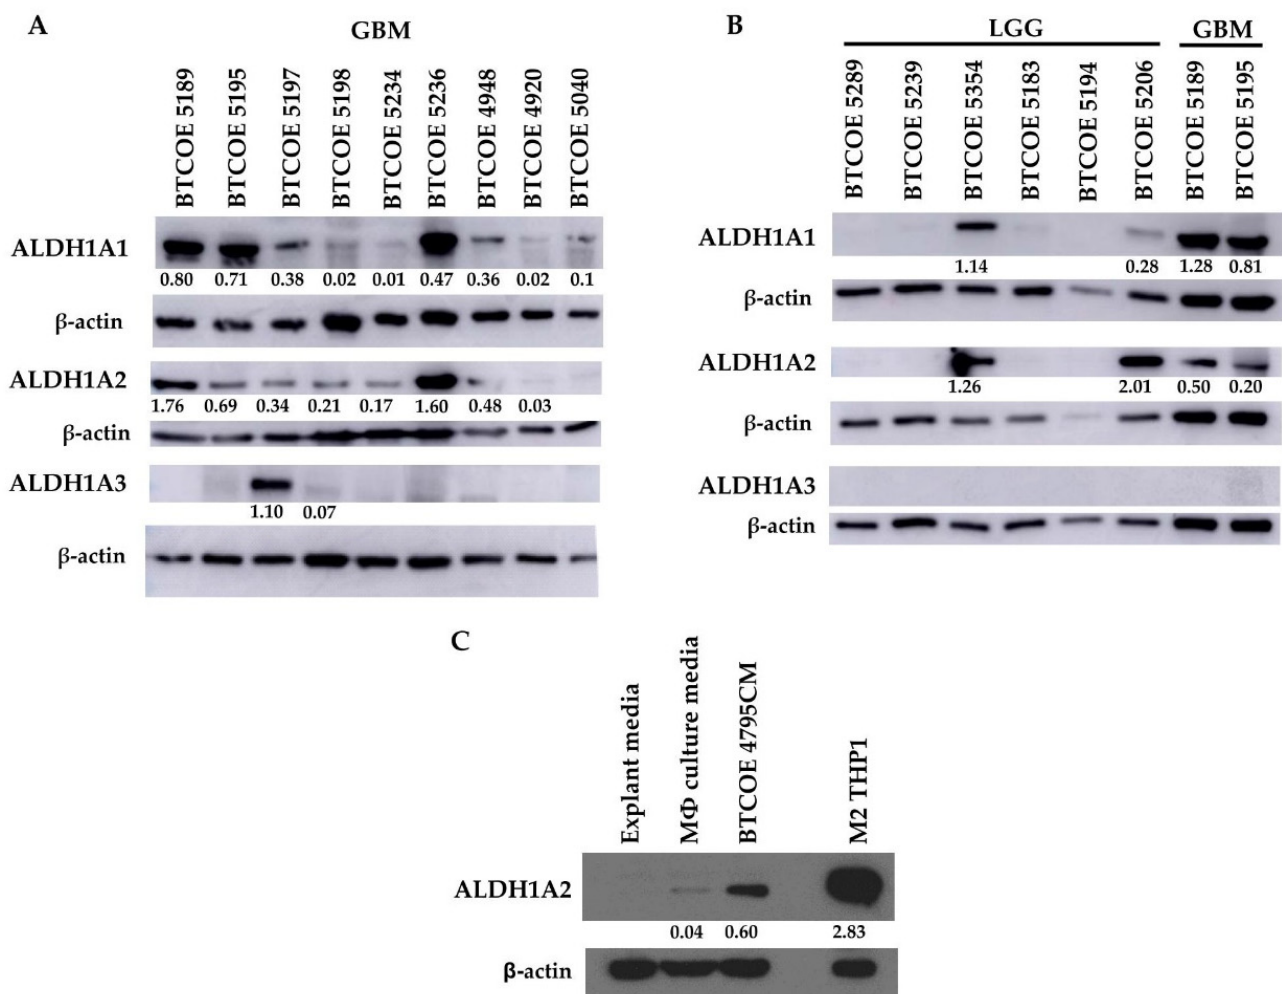 A
GBM
BTCOE 5189
BTCOE 5195
BTCOE 5197
BTCOE 5198
BTCOE 5234
BTCOE 5236
BTCOE 4948
BTCOE 4920
BTCOE 5040
ALDH1A1
0.80 0.71 0.38 0.02 0.01 0.47 0.36 0.02 0.1
β-actin
ALDH1A2
1.76 0.69 0.34 0.21 0.17 1.60 0.48 0.03
β-actin
ALDH1A3
1.10 0.07
β-actin
B
LGG GBM
BTCOE 5289
BTCOE 5239
BTCOE 5354
BTCOE 5183
BTCOE 5194
BTCOE 5206
BTCOE 5189
BTCOE 5195
ALDH1A1
1.14 0.28 1.28 0.81
β-actin
ALDH1A2
1.26 2.01 0.50 0.20
β-actin
ALDH1A3
β-actin
C
Explant media
MΦ culture media
BTCOE 4795CM
M2 THP1
ALDH1A2
0.04 0.60 2.83
β-actin